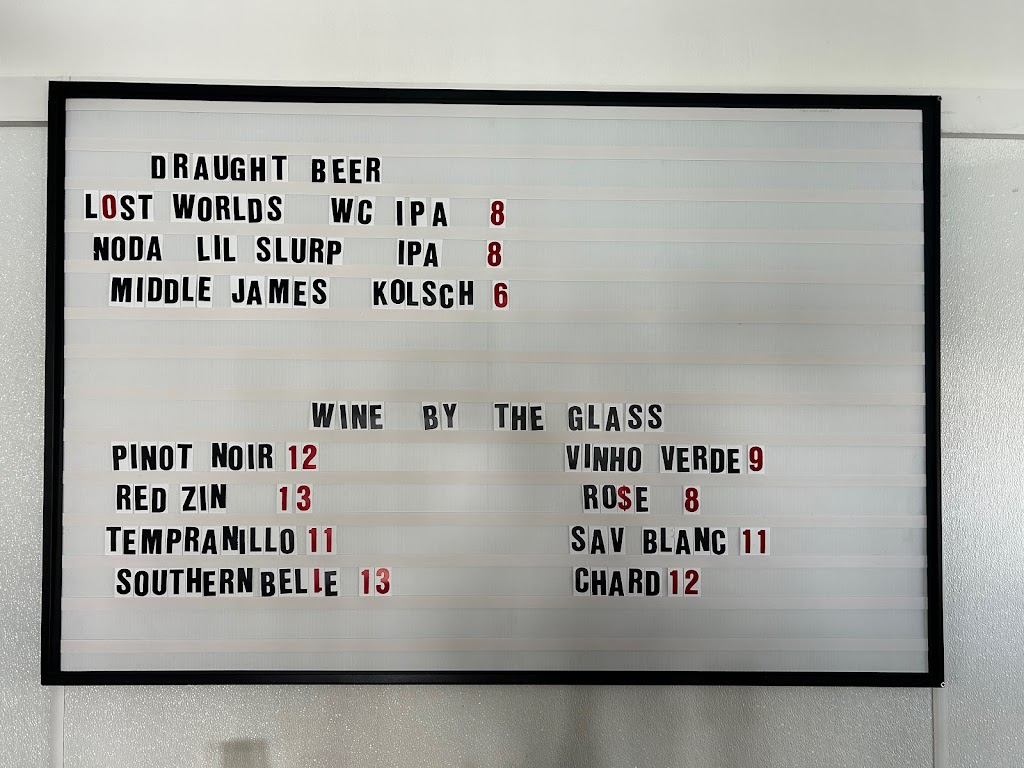 DRAUGHT BEER
LOST WORLDS WC IPA 8
NODA LIL SLURP IPA 8
MIDDLE JAMES KOLSCH 6
WINE BY THE GLASS
PINOT NOIR 12
RED ZIN 13
TEMPRANILLO 11
SOUTHERN BELLE 13
VINHO VERDE 9
RO$E 8
SAV BLANC 11
CHARD 12